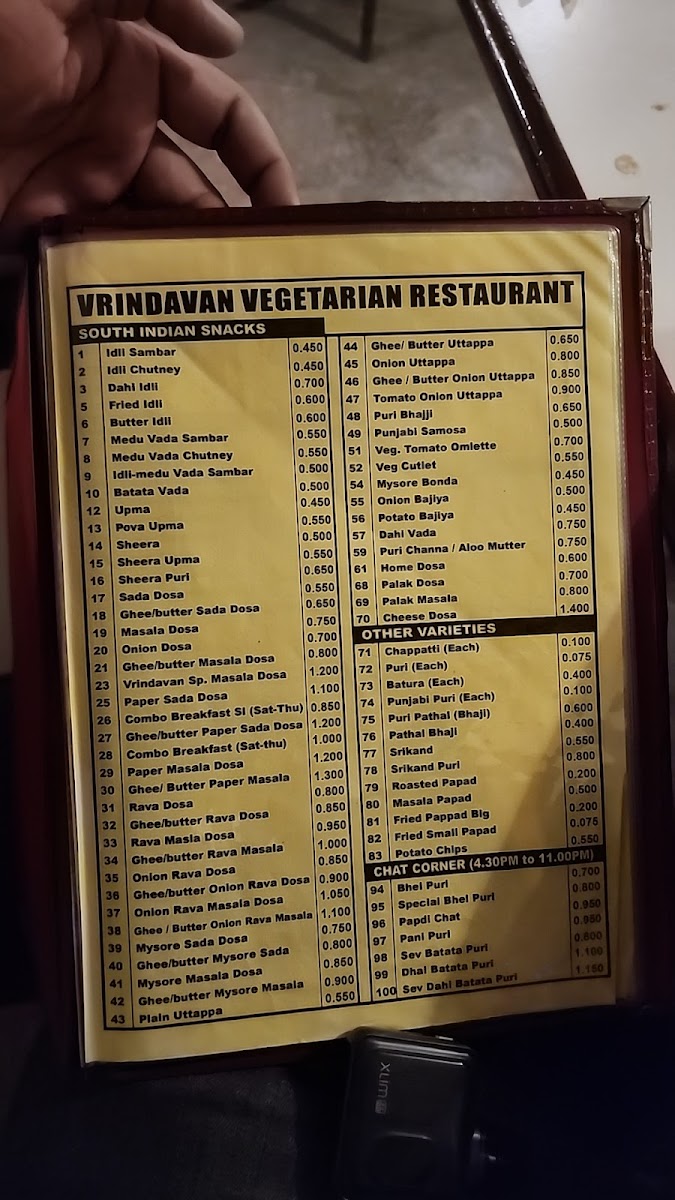 VRINDAVAN VEGETARIAN RESTAURANT
SOUTH INDIAN SNACKS
1 Idli Sambar 0.450
2 Idli Chutney 0.450
3 Dahi Idli 0.700
5 Fried Idli 0.600
6 Butter Idli 0.600
7 Medu Vada Sambar 0.550
8 Medu Vada Chutney 0.550
9 Idli-medu Vada Sambar 0.500
10 Batata Vada 0.500
12 Upma 0.450
13 Pova Upma 0.550
14 Sheera 0.500
15 Sheera Upma 0.550
16 Sheera Puri 0.650
17 Sada Dosa 0.550
18 Ghee/butter Sada Dosa 0.650
19 Masala Dosa 0.750
20 Onion Dosa 0.700
21 Ghee/butter Masala Dosa 0.800
23 Vrindavan Sp. Masala Dosa 1.200
25 Paper Sada Dosa 1.100
26 Combo Breakfast SI (Sat-Thu) 0.850
27 Ghee/butter Paper Sada Dosa 1.200
28 Combo Breakfast (Sat-thu) 1.000
29 Paper Masala Dosa 1.200
30 Ghee/ Butter Paper Masala 1.300
31 Rava Dosa 0.800
32 Ghee/butter Rava Dosa 0.850
33 Rava Masla Dosa 0.950
34 Ghee/butter Rava Masala 1.000
35 Onion Rava Dosa 0.850
36 Ghee/butter Onion Rava Dosa 0.900
37 Onion Rava Masala Dosa 1.050
38 Ghee / Butter Onion Rava Masala 1.100
39 Mysore Sada Dosa 0.750
40 Ghee/butter Mysore Sada 0.800
41 Mysore Masala Dosa 0.850
42 Ghee/butter Mysore Masala 0.900
43 Plain Uttappa 0.550
44 Ghee/ Butter Uttappa 0.650
45 Onion Uttappa 0.800
46 Ghee / Butter Onion Uttappa 0.850
47 Tomato Onion Uttappa 0.900
48 Puri Bhajji 0.650
49 Punjabi Samosa 0.500
51 Veg. Tomato Omlette 0.700
52 Veg Cutlet 0.550
54 Mysore Bonda 0.450
55 Onion Bajiya 0.500
56 Potato Bajiya 0.450
57 Dahi Vada 0.750
59 Puri Channa / Aloo Mutter 0.750
61 Home Dosa 0.600
68 Palak Dosa 0.700
69 Palak Masala 0.800
70 Cheese Dosa 1.400
OTHER VARIETIES
71 Chappatti (Each) 0.100
72 Puri (Each) 0.075
73 Batura (Each) 0.400
74 Punjabi Puri (Each) 0.100
75 Puri Pathal (Bhaji) 0.600
76 Pathal Bhaji 0.400
77 Srikand 0.550
78 Srikand Puri 0.800
79 Roasted Papad 0.200
80 Masala Papad 0.500
81 Fried Pappad Big 0.200
82 Fried Small Papad 0.075
83 Potato Chips 0.550
CHAT CORNER (4.30PM to 11.00PM)
94 Bhel Puri 0.700
95 Special Bhel Puri 0.800
96 Papdi Chat 0.950
97 Pani Puri 0.950
98 Sev Batata Puri 0.800
99 Dhal Batata Puri 1.100
100 Sev Dahi Batata Puri 1.150
XLIM